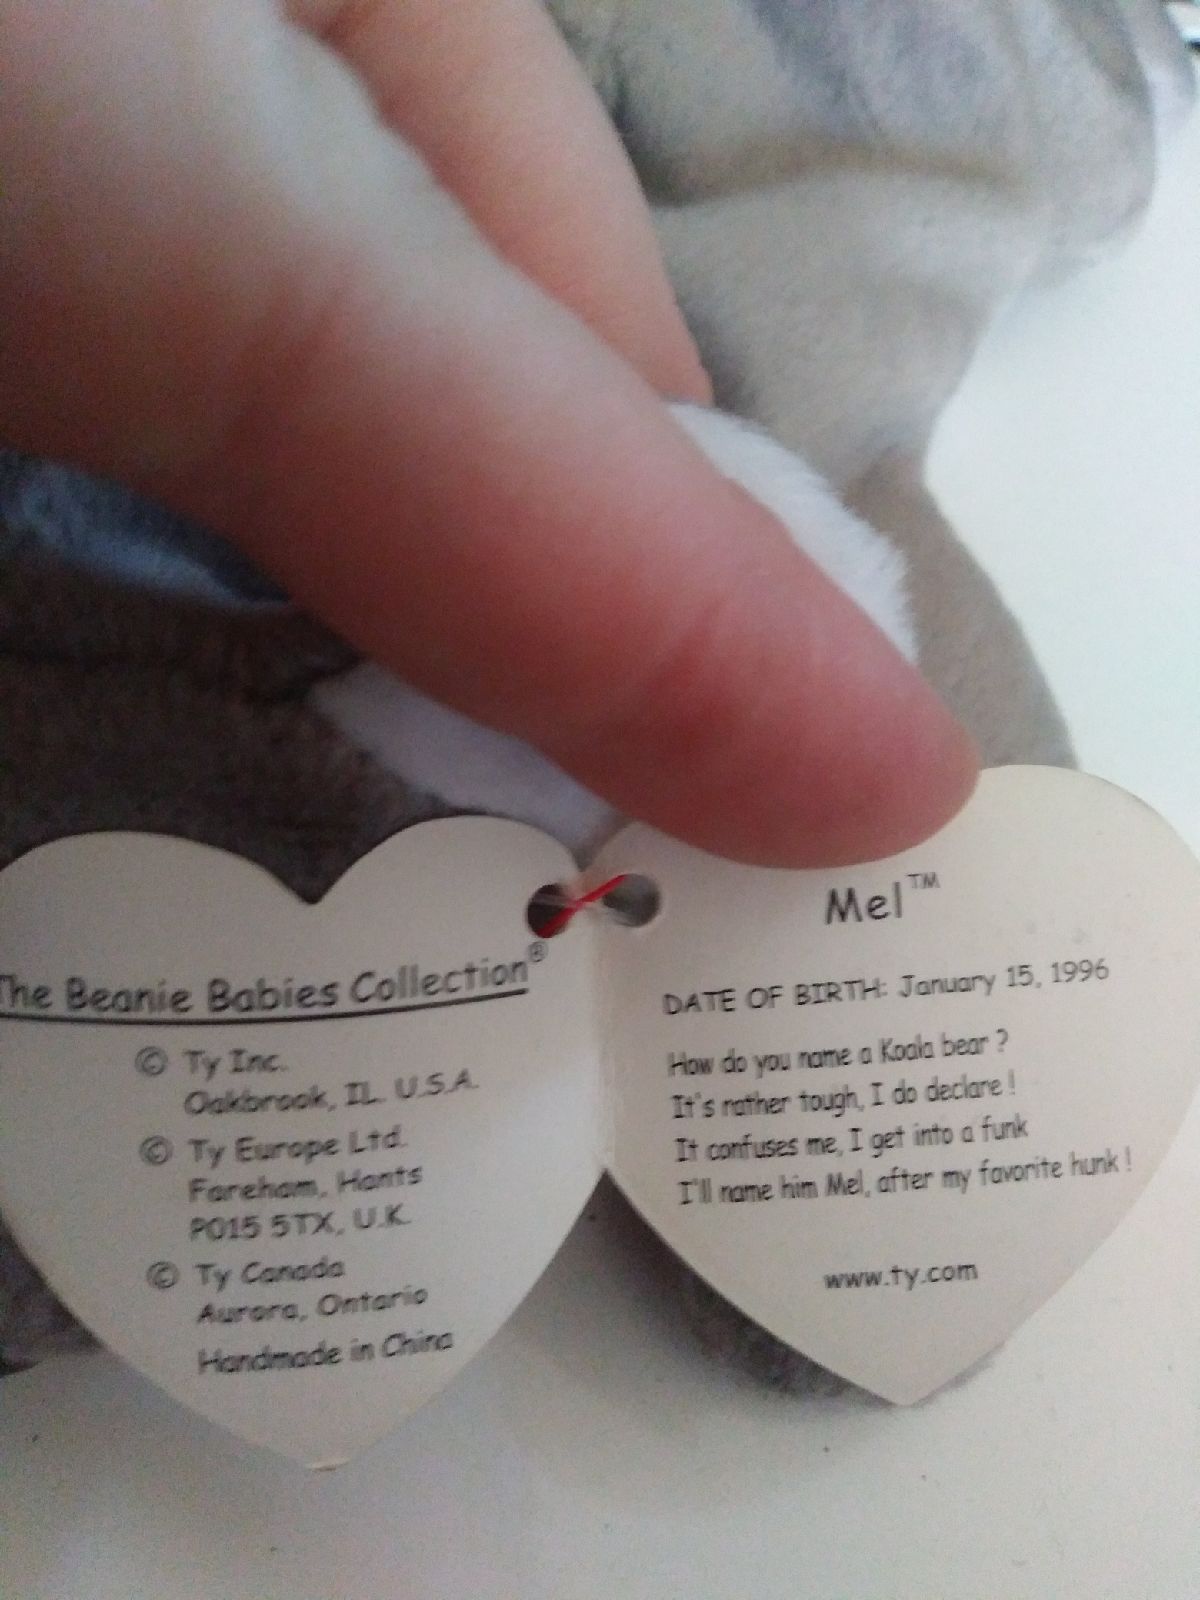 The Beanie Babies Collection®
© Ty Inc.
Oakbrook, IL. U.S.A.
© Ty Europe Ltd.
Fareham, Hants
PO15 5TX, U.K.
© Ty Canada
Aurora, Ontario
Handmade in China
Mel™
DATE OF BIRTH: January 15, 1996
How do you name a Koala bear ?
It's rather tough, I do declare !
It confuses me, I get into a funk
I'll name him Mel, after my favorite hunk !
www.ty.com